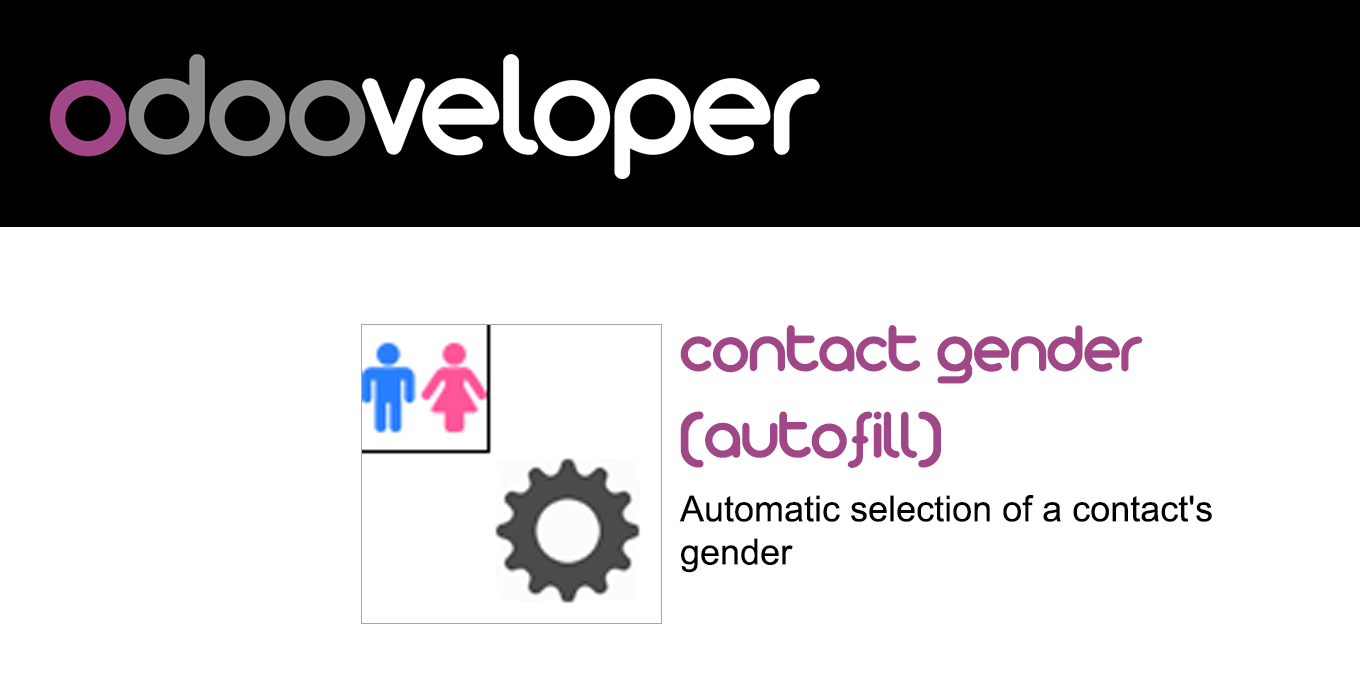 odooveloper
contact gender
(autofill)
Automatic selection of a contact's
gender